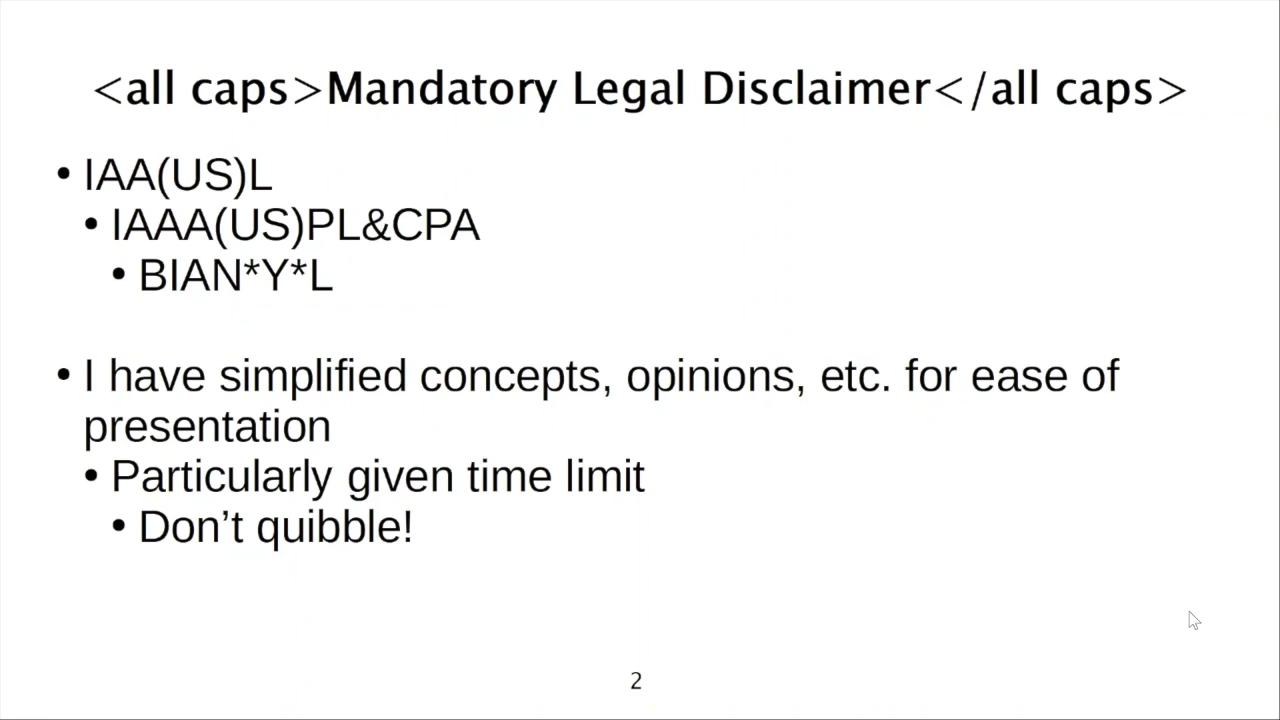 <all caps>Mandatory Legal Disclaimer</all caps>
• IAA(US)L
• IAAA(US)PL&CPA
• BIAN*Y*L
• I have simplified concepts, opinions, etc. for ease of
presentation
• Particularly given time limit
• Don’t quibble!
2